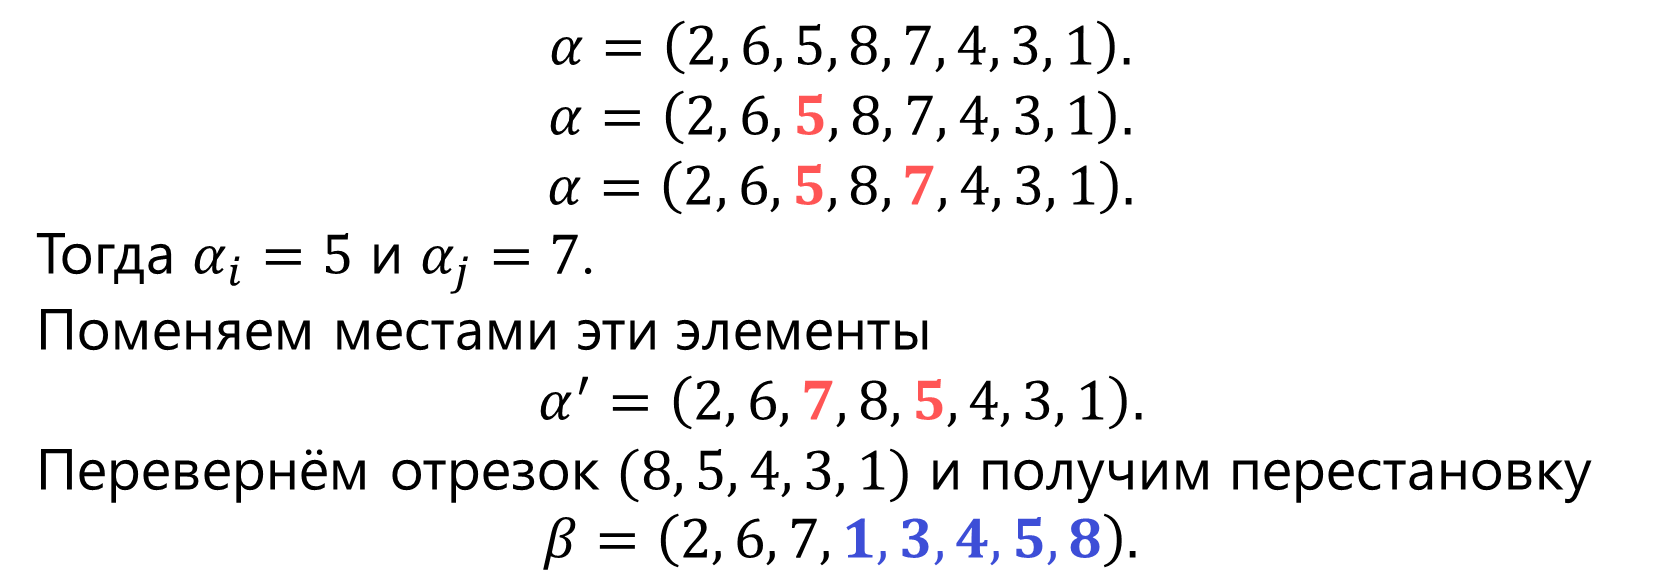 α = (2, 6, 5, 8, 7, 4, 3, 1).
α = (2, 6, 5, 8, 7, 4, 3, 1).
α = (2, 6, 5, 8, 7, 4, 3, 1).
Тогда αᵢ = 5 и αⱼ = 7.
Поменяем местами эти элементы
α′ = (2, 6, 7, 8, 5, 4, 3, 1).
Перевернём отрезок (8, 5, 4, 3, 1) и получим перестановку
β = (2, 6, 7, 1, 3, 4, 5, 8).